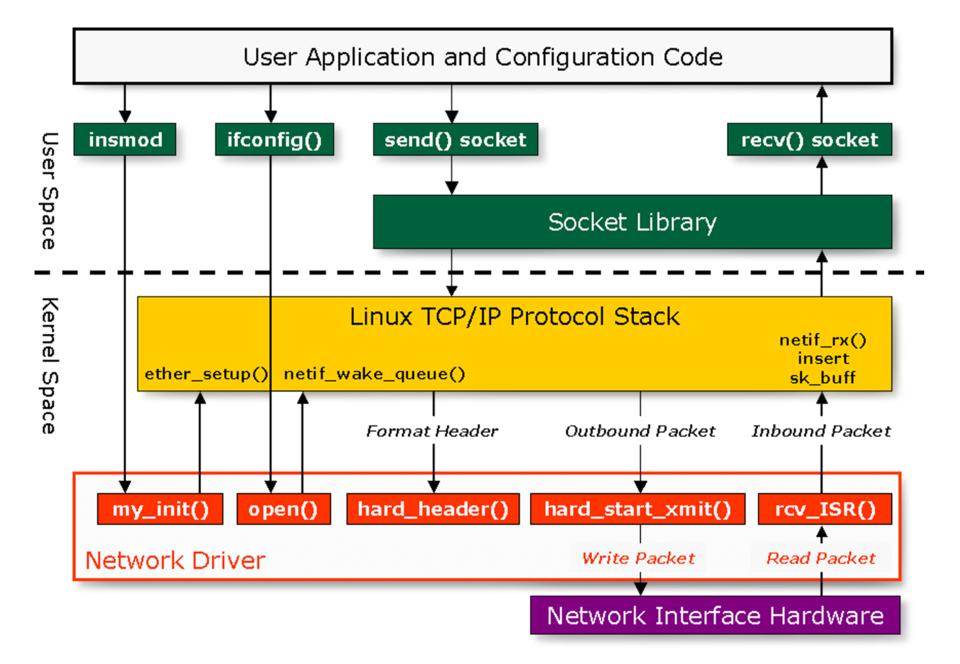 User Application and Configuration Code
insmod
ifconfig()
send() socket
recv() socket
User Space
Socket Library
Kernel Space
Linux TCP/IP Protocol Stack
netif_rx()
insert
sk_buff
ether_setup()
netif_wake_queue()
Format Header
Outbound Packet
Inbound Packet
my_init()
open()
hard_header()
hard_start_xmit()
rcv_ISR()
Network Driver
Write Packet
Read Packet
Network Interface Hardware